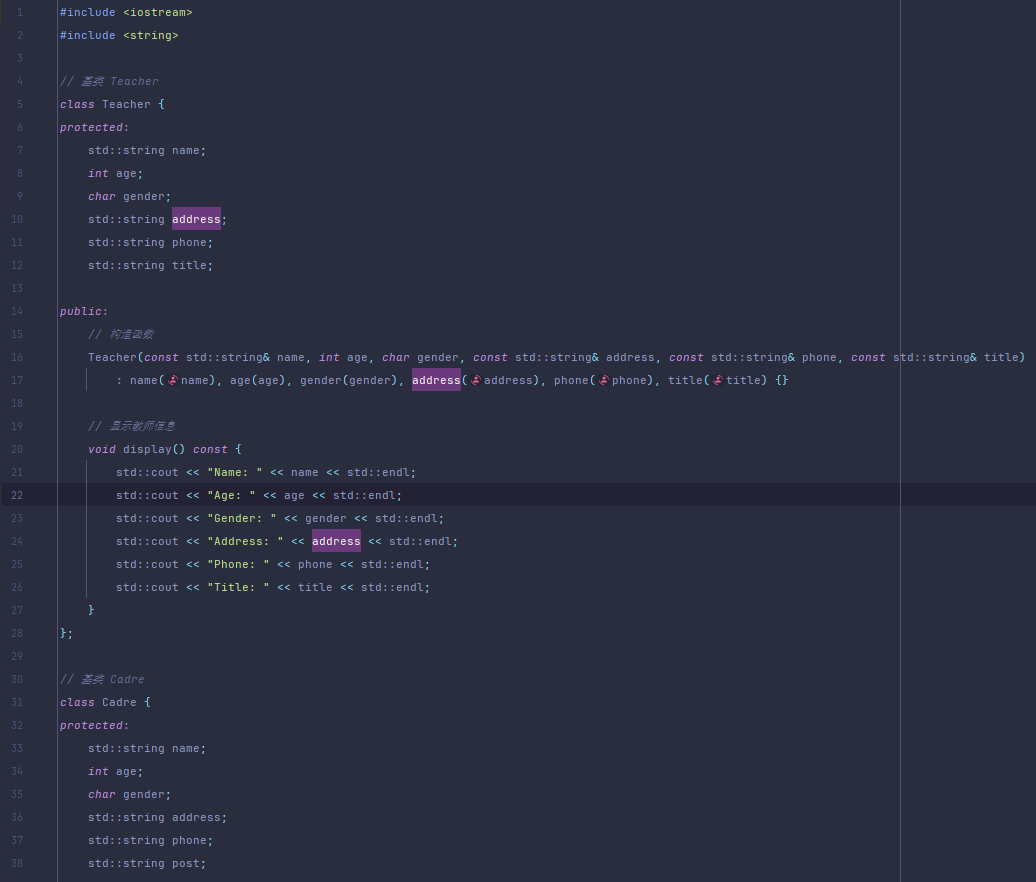 1 #include <iostream>
2 #include <string>
3
4 // 基类 Teacher
5 class Teacher {
6 protected:
7     std::string name;
8     int age;
9     char gender;
10     std::string address;
11     std::string phone;
12     std::string title;
13
14 public:
15     // 构造函数
16     Teacher(const std::string& name, int age, char gender, const std::string& address, const std::string& phone, const std::string& title)
17         : name(name), age(age), gender(gender), address(address), phone(phone), title(title) {}
18
19     // 显示教师信息
20     void display() const {
21         std::cout << "Name: " << name << std::endl;
22         std::cout << "Age: " << age << std::endl;
23         std::cout << "Gender: " << gender << std::endl;
24         std::cout << "Address: " << address << std::endl;
25         std::cout << "Phone: " << phone << std::endl;
26         std::cout << "Title: " << title << std::endl;
27     }
28 };
29
30 // 基类 Cadre
31 class Cadre {
32 protected:
33     std::string name;
34     int age;
35     char gender;
36     std::string address;
37     std::string phone;
38     std::string post;